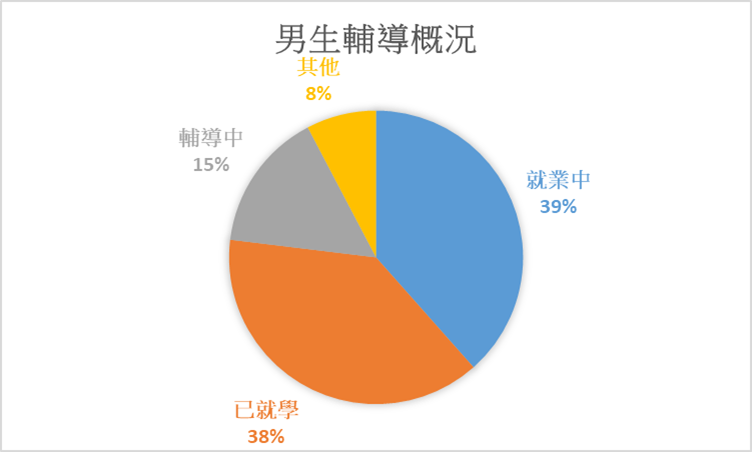 男生輔導概況
其他
8%
輔導中
15%
就業中
39%
已就學
38%